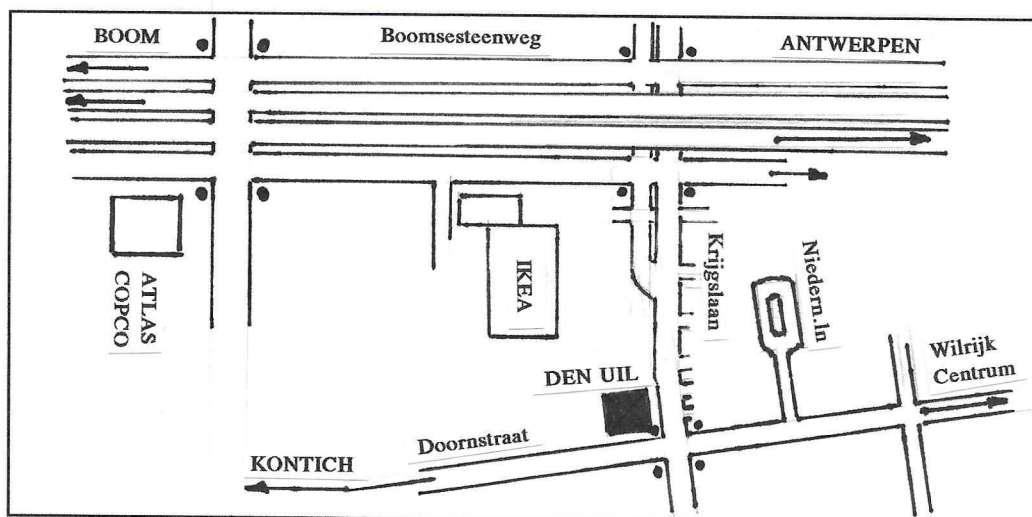 BOOM
Boomsesteenweg
ANTWERPEN
ATLAS
COPCO
IKEA
Krijgslaan
Niedern.ln
Wilrijk
Centrum
DEN UIL
Doornstraat
KONTICH